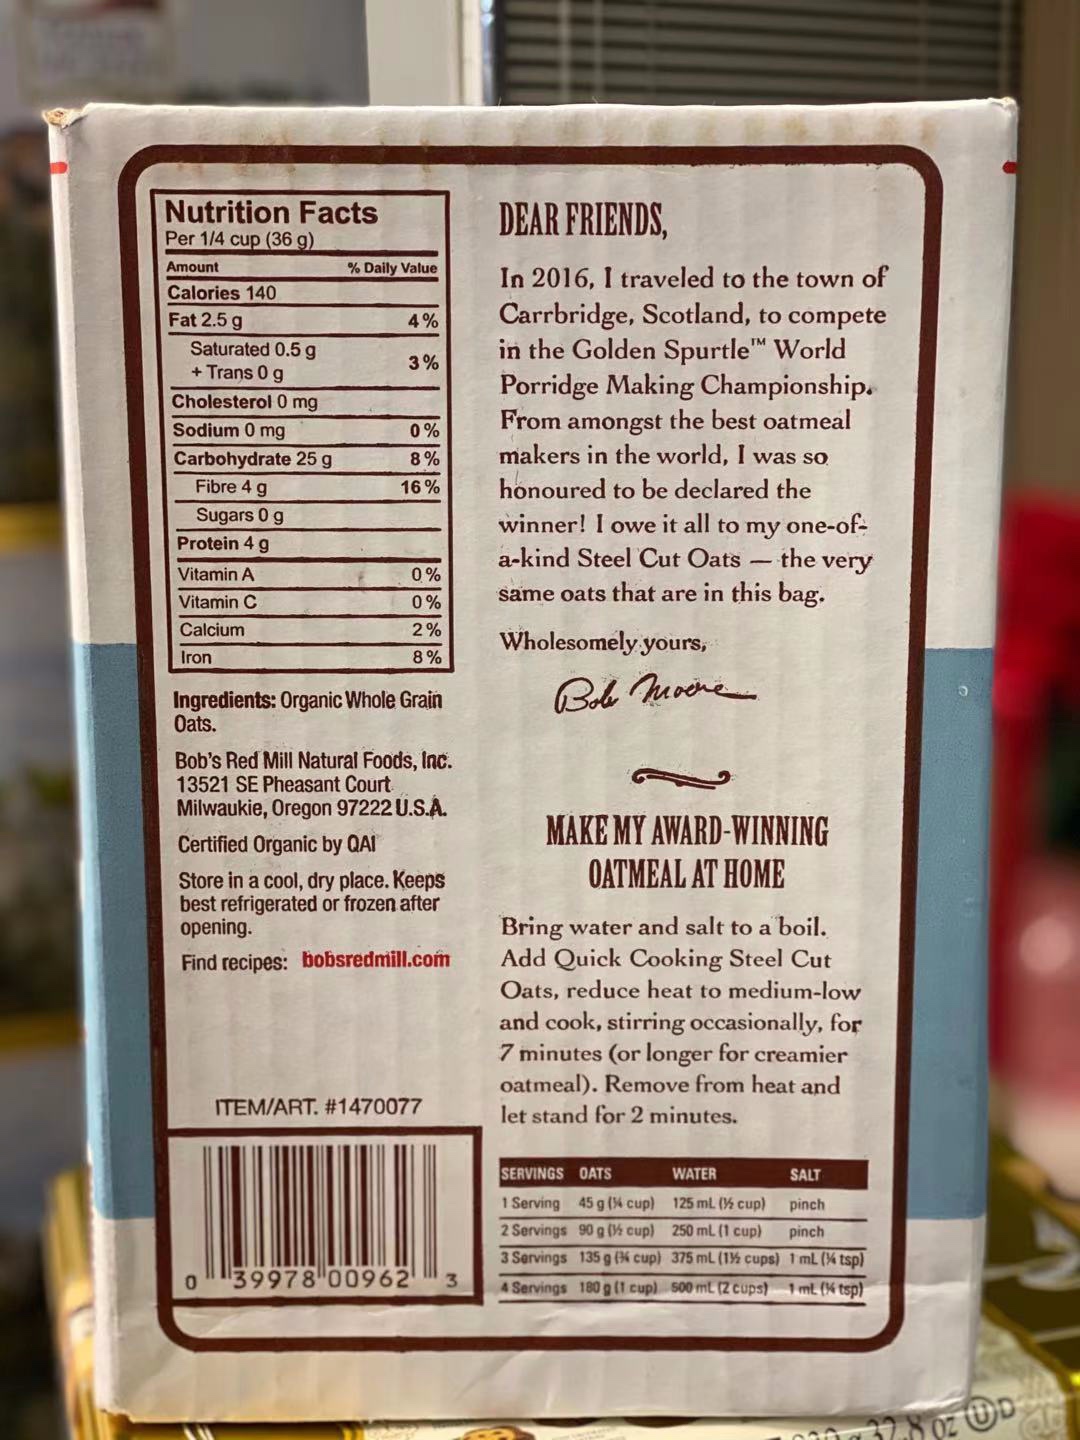 Nutrition Facts
Per 1/4 cup (36 g)
Amount % Daily Value
Calories 140
Fat 2.5 g 4 %
Saturated 0.5 g
+ Trans 0 g 3 %
Cholesterol 0 mg
Sodium 0 mg 0 %
Carbohydrate 25 g 8 %
Fibre 4 g 16 %
Sugars 0 g
Protein 4 g
Vitamin A 0 %
Vitamin C 0 %
Calcium 2 %
Iron 8 %
Ingredients: Organic Whole Grain
Oats.
Bob's Red Mill Natural Foods, Inc.
13521 SE Pheasant Court
Milwaukie, Oregon 97222 U.S.A.
Certified Organic by QAI
Store in a cool, dry place. Keeps
best refrigerated or frozen after
opening.
Find recipes: bobsredmill.com
ITEM/ART. #1470077
0 39978 00962 3
DEAR FRIENDS,
In 2016, I traveled to the town of
Carrbridge, Scotland, to compete
in the Golden Spurtle™ World
Porridge Making Championship.
From amongst the best oatmeal
makers in the world, I was so
honoured to be declared the
winner! I owe it all to my one-of-
a-kind Steel Cut Oats — the very
same oats that are in this bag.
Wholesomely yours,
Bob Moore
MAKE MY AWARD-WINNING
OATMEAL AT HOME
Bring water and salt to a boil.
Add Quick Cooking Steel Cut
Oats, reduce heat to medium-low
and cook, stirring occasionally, for
7 minutes (or longer for creamier
oatmeal). Remove from heat and
let stand for 2 minutes.
SERVINGS OATS WATER SALT
1 Serving 45 g (¼ cup) 125 mL (½ cup) pinch
2 Servings 90 g (½ cup) 250 mL (1 cup) pinch
3 Servings 135 g (¾ cup) 375 mL (1½ cups) 1 mL (¼ tsp)
4 Servings 180 g (1 cup) 500 mL (2 cups) 1 mL (¼ tsp)
32.8 oz U D